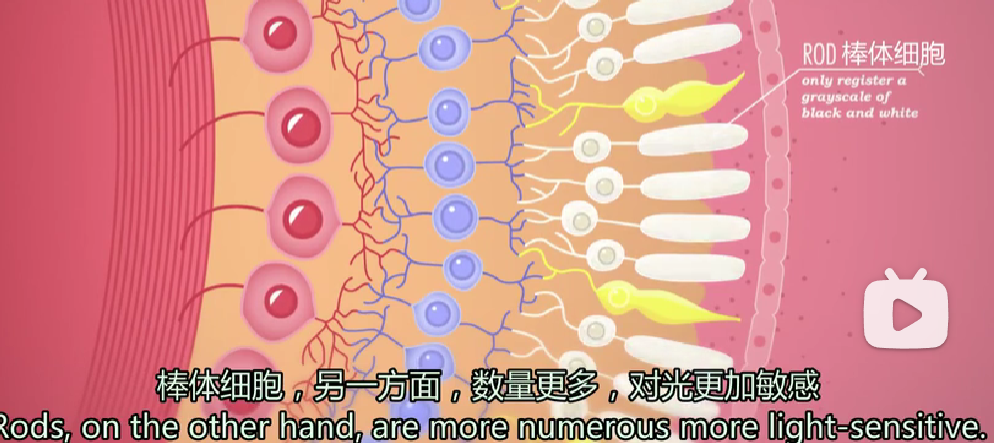 ROD 棒体细胞
only register a
grayscale of
black and white
棒体细胞，另一方面，数量更多，对光更加敏感
Rods, on the other hand, are more numerous more light-sensitive.